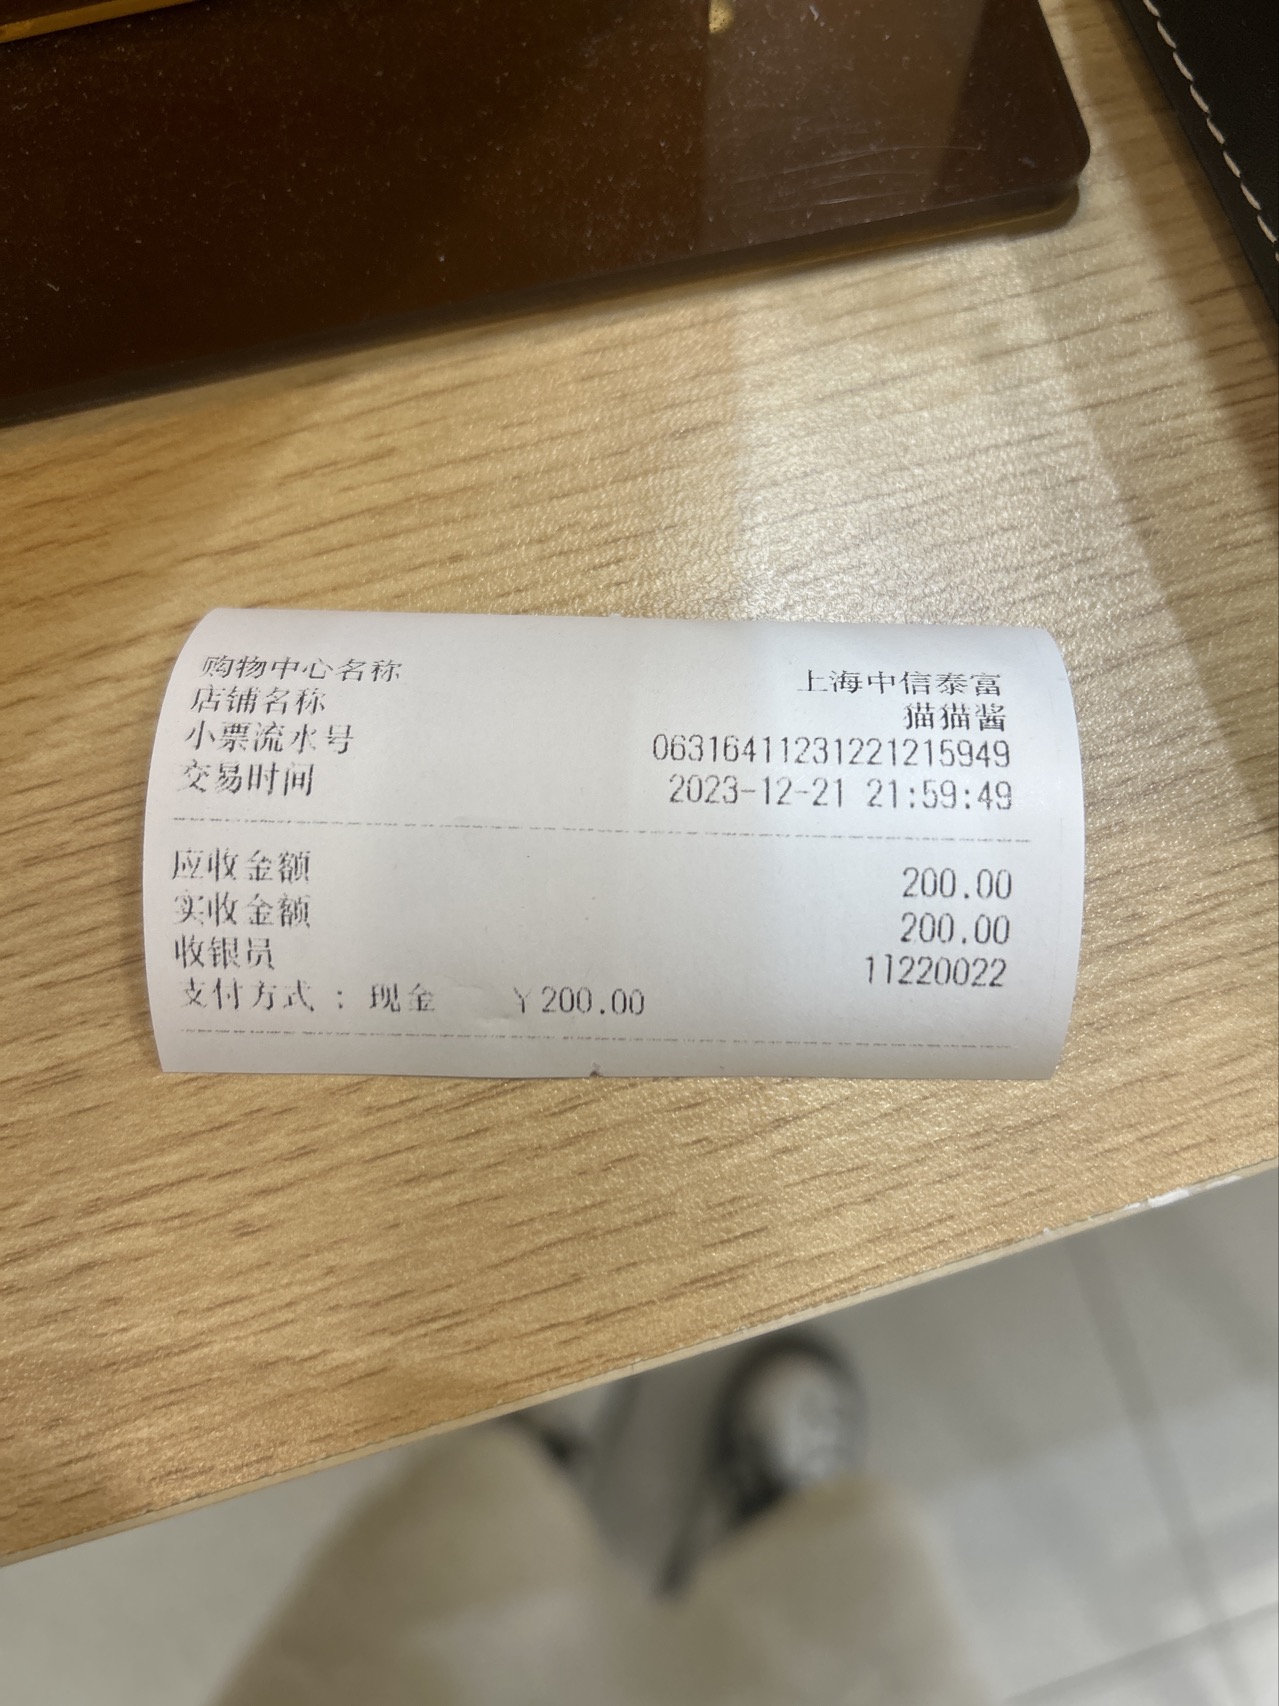 购物中心名称 上海中信泰富
店铺名称 猫猫酱
小票流水号 06316411231221215949
交易时间 2023-12-21 21:59:49
应收金额 200.00
实收金额 200.00
收银员 11220022
支付方式：现金 ￥200.00